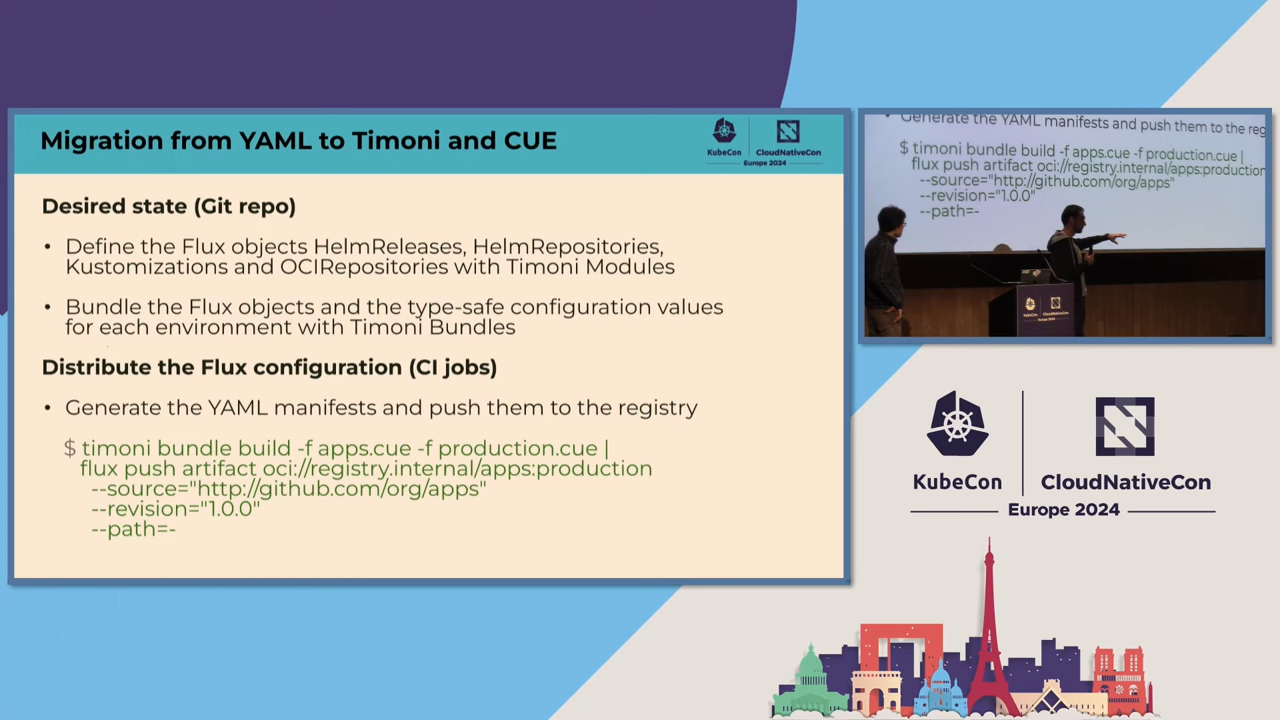 Migration from YAML to Timoni and CUE
KubeCon
CloudNativeCon
Europe 2024
Desired state (Git repo)
• Define the Flux objects HelmReleases, HelmRepositories,
Kustomizations and OCIRepositories with Timoni Modules
• Bundle the Flux objects and the type-safe configuration values
for each environment with Timoni Bundles
Distribute the Flux configuration (CI jobs)
• Generate the YAML manifests and push them to the registry
$ timoni bundle build -f apps.cue -f production.cue |
flux push artifact oci://registry.internal/apps:production
--source="http://github.com/org/apps"
--revision="1.0.0"
--path=-
• Generate the YAML manifests and push them to the reg
$ timoni bundle build -f apps.cue -f production.cue |
flux push artifact oci://registry.internal/apps:production
--source="http://github.com/org/apps"
--revision="1.0.0"
--path=-
KubeCon
CloudNativeCon
Europe 2024
KubeCon
CloudNativeCon
Europe 2024